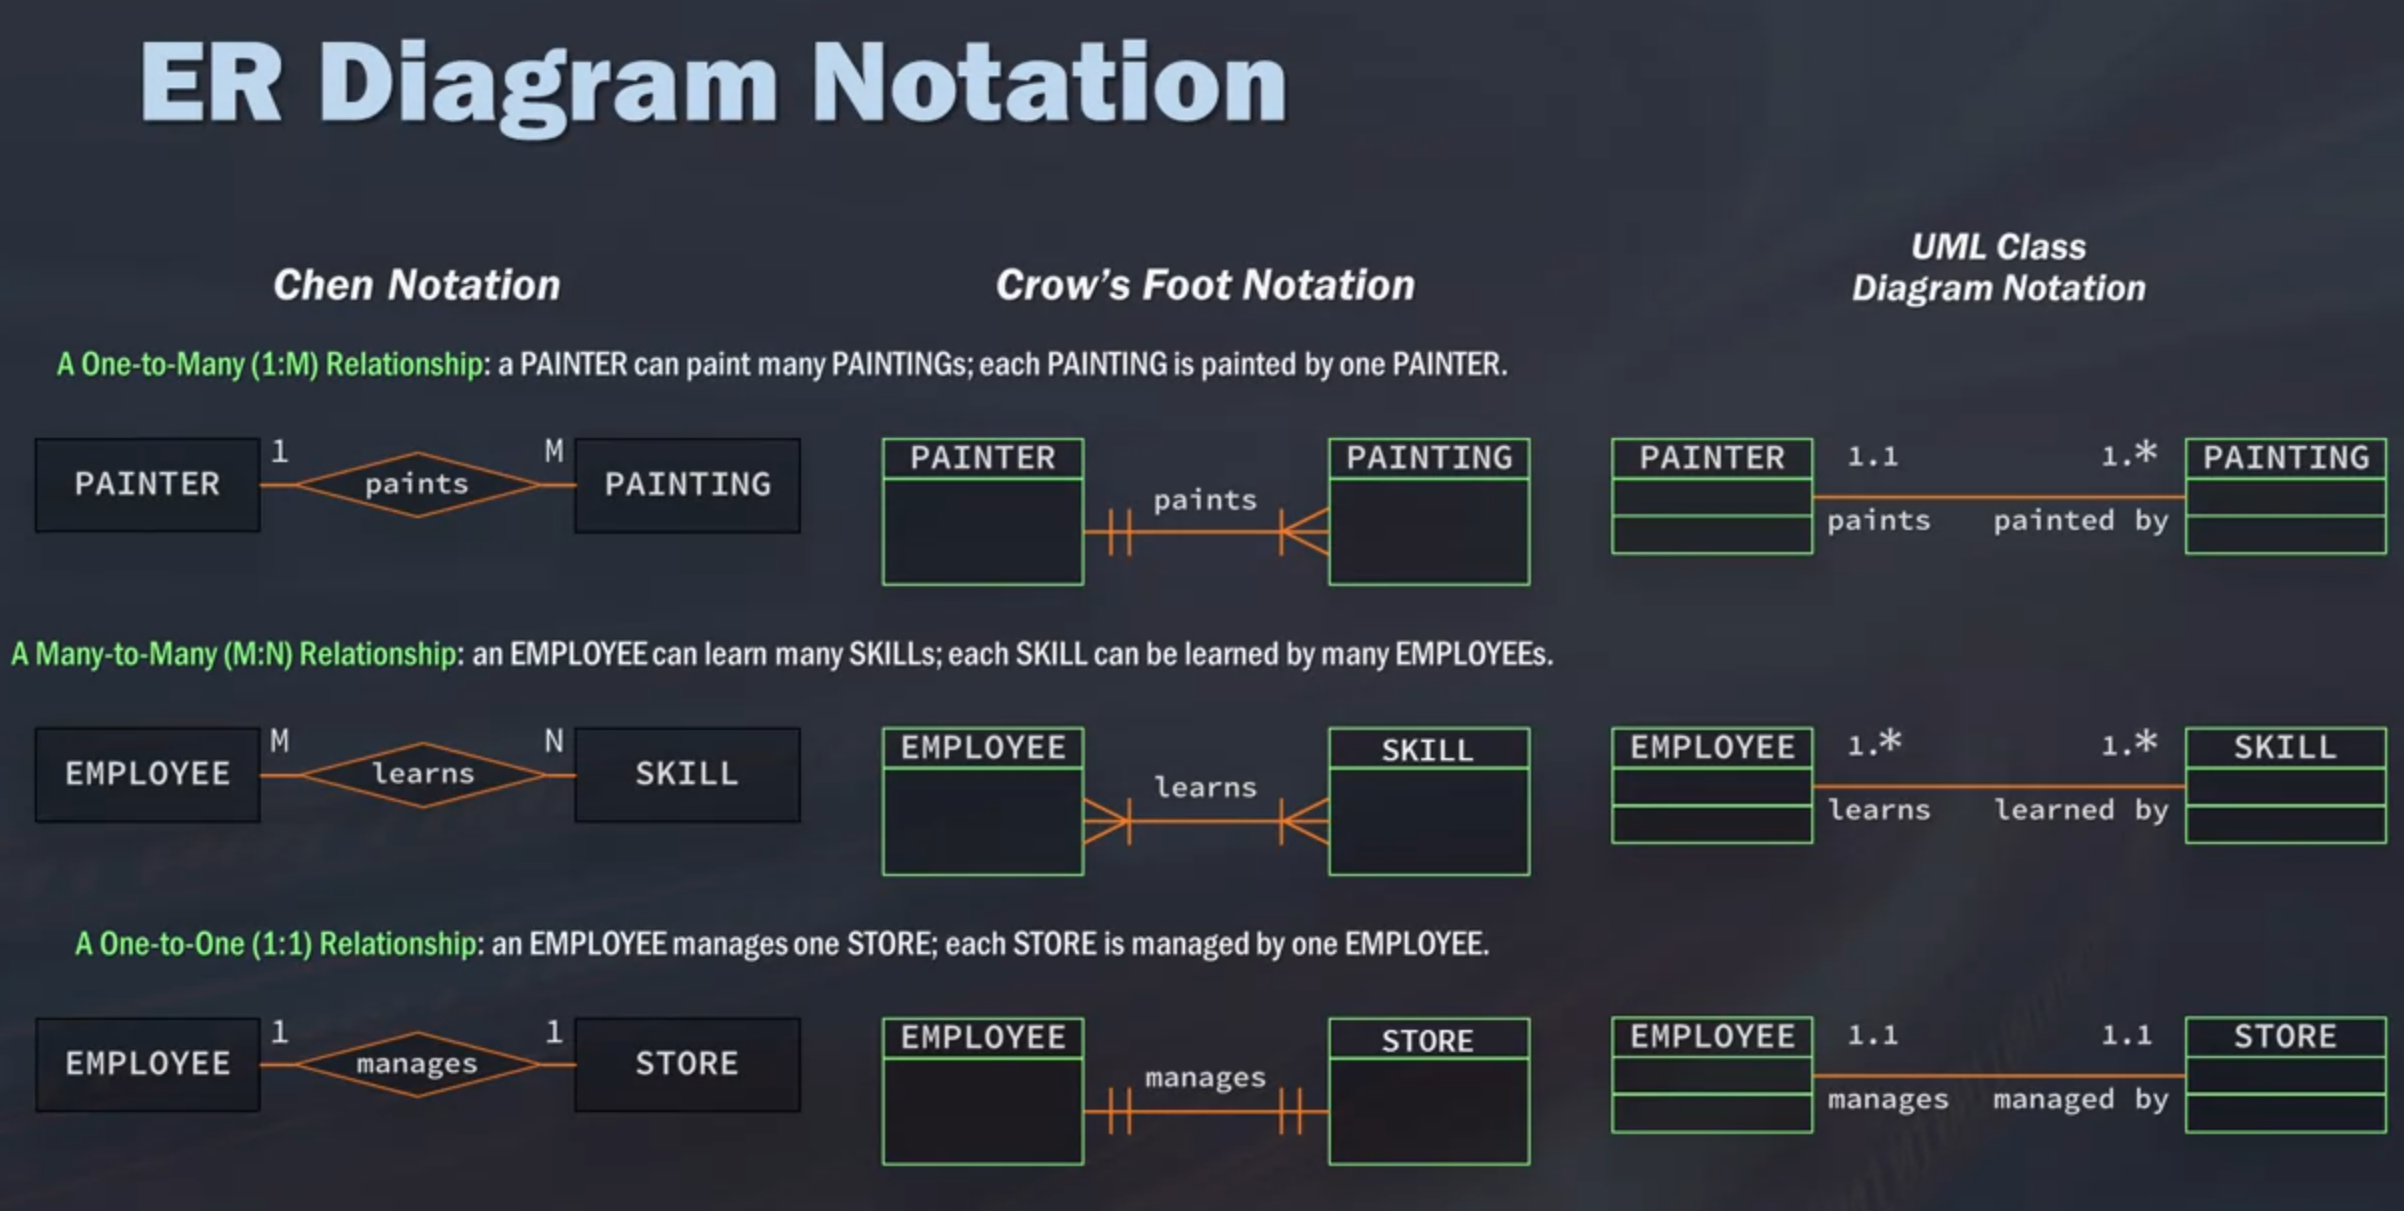 ER Diagram Notation
Chen Notation
Crow's Foot Notation
UML Class
Diagram Notation
A One-to-Many (1:M) Relationship: a PAINTER can paint many PAINTINGs; each PAINTING is painted by one PAINTER.
PAINTER
1
paints
M
PAINTING
PAINTER
paints
PAINTING
PAINTER
1.1
1.*
paints
painted by
PAINTING
A Many-to-Many (M:N) Relationship: an EMPLOYEE can learn many SKILLs; each SKILL can be learned by many EMPLOYEEs.
EMPLOYEE
M
learns
N
SKILL
EMPLOYEE
learns
SKILL
EMPLOYEE
1.*
1.*
learns
learned by
SKILL
A One-to-One (1:1) Relationship: an EMPLOYEE manages one STORE; each STORE is managed by one EMPLOYEE.
EMPLOYEE
1
manages
1
STORE
EMPLOYEE
manages
STORE
EMPLOYEE
1.1
1.1
manages
managed by
STORE